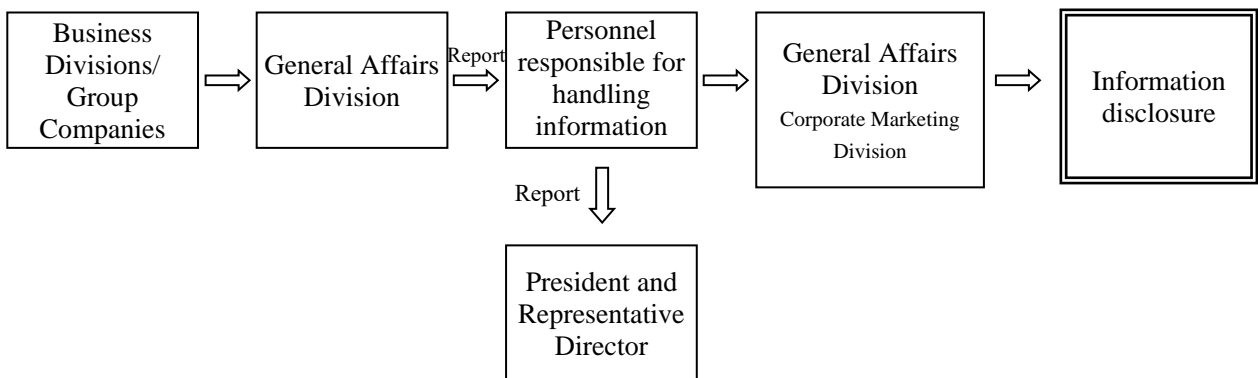 Business
Divisions/
Group
Companies
General Affairs
Division
Report
Personnel
responsible for
handling
information
General Affairs
Division
Corporate Marketing
Division
Information
disclosure
Report
President and
Representative
Director